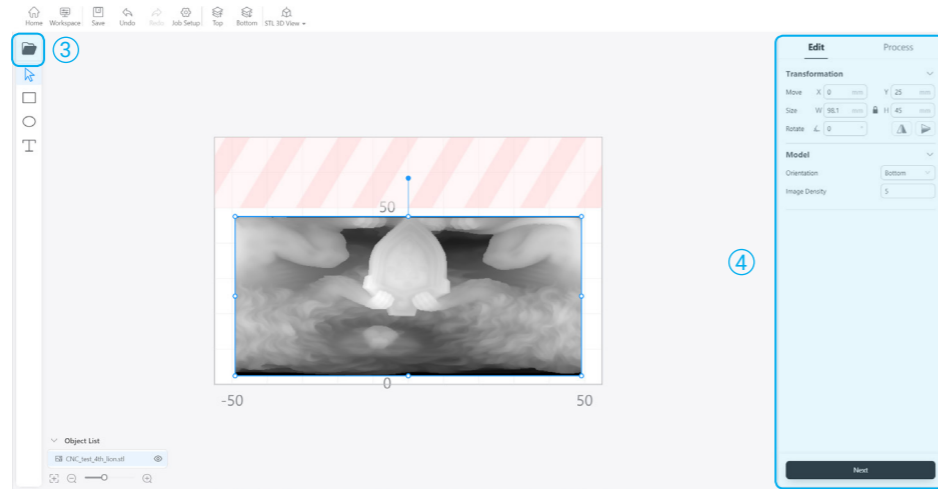 Home Workspace Save Undo Redo Job Setup Top Bottom STL 3D View
③
Edit Process
Transformation
Move X 0 mm Y 25 mm
Size W 98.1 mm H 45 mm
Rotate 0 °
Model
Orientation Bottom
Image Density 5
50
④
0
-50 50
Object List
CNC_test_4th_lion.stl
Next